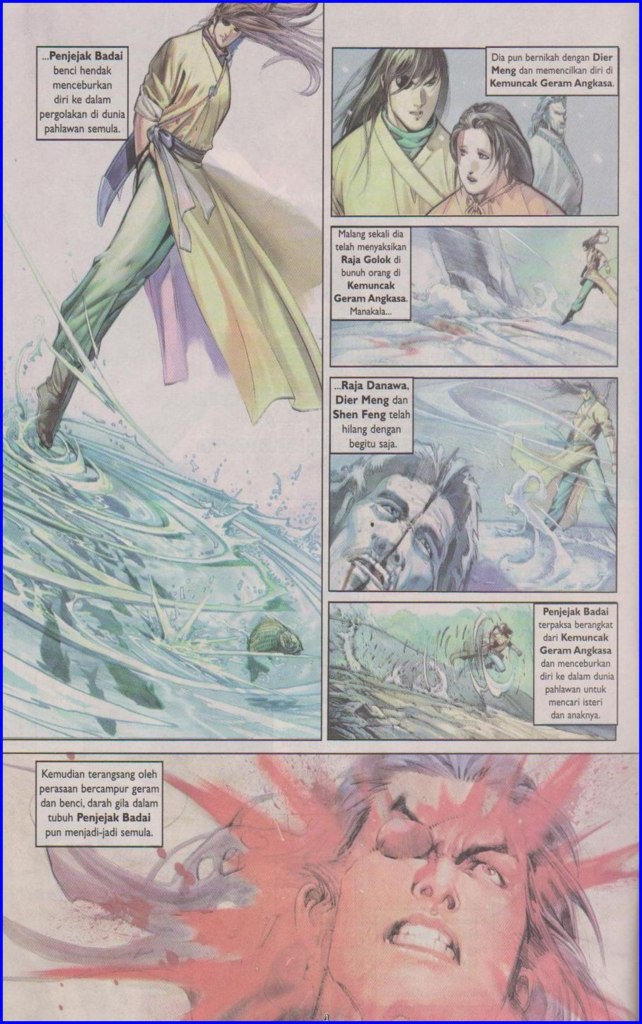 ...Penjejak Badai
benci hendak
menceburkan
diri ke dalam
pergolakan di dunia
pahlawan semula.
Dia pun bernikah dengan Dier
Meng dan memencilkan diri di
Kemuncak Geram Angkasa.
Malang sekali dia
telah menyaksikan
Raja Golok di
bunuh orang di
Kemuncak
Geram Angkasa.
Manakala...
...Raja Danawa,
Dier Meng dan
Shen Feng telah
hilang dengan
begitu saja.
Penjejak Badai
terpaksa berangkat
dari Kemuncak
Geram Angkasa
dan menceburkan
diri ke dalam dunia
pahlawan untuk
mencari isteri
dan anaknya.
Kemudian terangsang oleh
perasaan bercampur geram
dan benci, darah gila dalam
tubuh Penjejak Badai
pun menjadi-jadi semula.